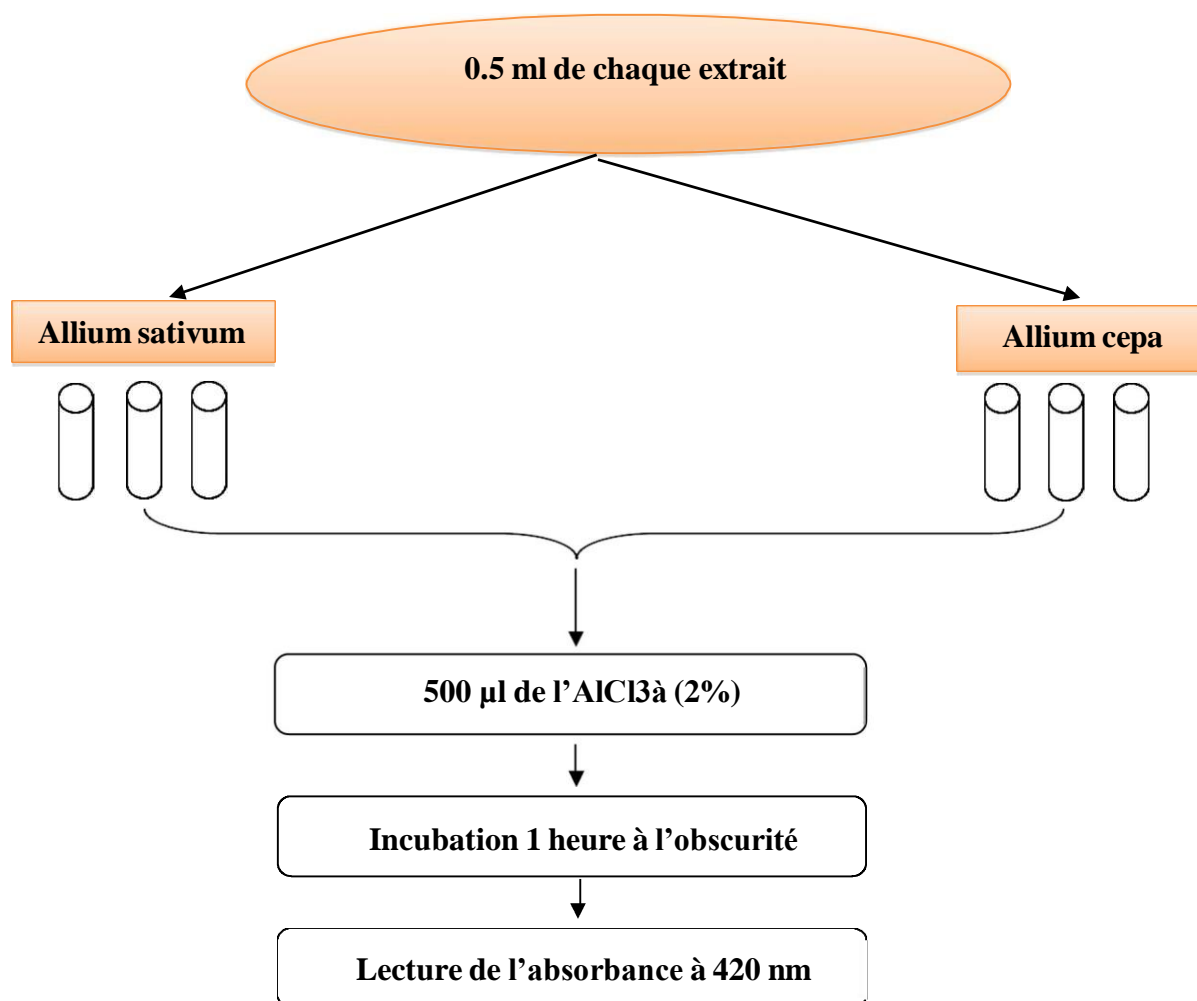 0.5 ml de chaque extrait
Allium sativum
Allium cepa
500 µl de l’AlCl3à (2%)
Incubation 1 heure à l’obscurité
Lecture de l’absorbance à 420 nm